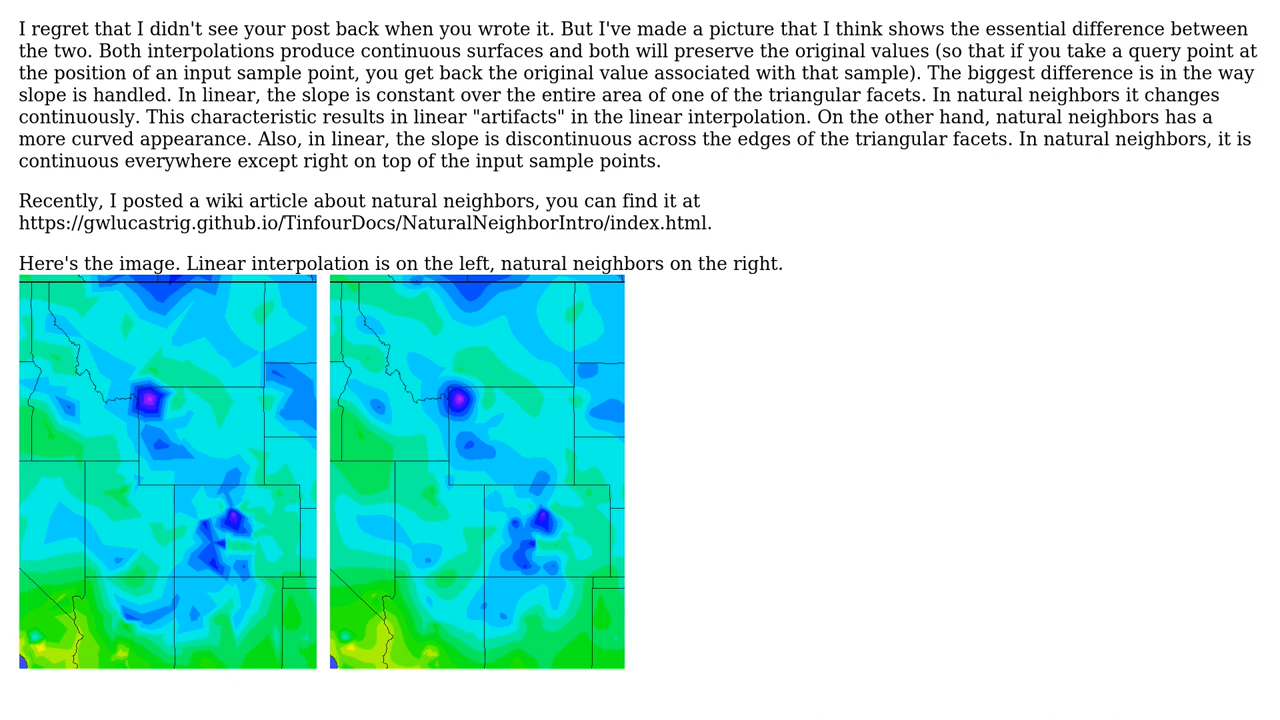 I regret that I didn't see your post back when you wrote it. But I've made a picture that I think shows the essential difference between
the two. Both interpolations produce continuous surfaces and both will preserve the original values (so that if you take a query point at
the position of an input sample point, you get back the original value associated with that sample). The biggest difference is in the way
slope is handled. In linear, the slope is constant over the entire area of one of the triangular facets. In natural neighbors it changes
continuously. This characteristic results in linear "artifacts" in the linear interpolation. On the other hand, natural neighbors has a
more curved appearance. Also, in linear, the slope is discontinuous across the edges of the triangular facets. In natural neighbors, it is
continuous everywhere except right on top of the input sample points.
Recently, I posted a wiki article about natural neighbors, you can find it at
https://gwlucastrig.github.io/TinfourDocs/NaturalNeighborIntro/index.html.
Here's the image. Linear interpolation is on the left, natural neighbors on the right.